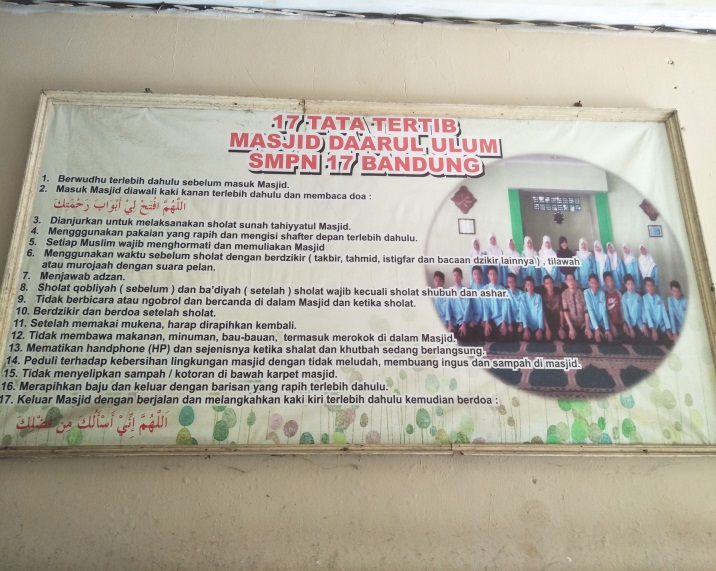 17 TATA TERTIB
MASJID DAARUL ULUM
SMPN 17 BANDUNG
1. Berwudhu terlebih dahulu sebelum masuk Masjid.
2. Masuk Masjid diawali kaki kanan terlebih dahulu dan membaca doa :
اللَّهُمَّ افْتَحْ لِيْ أَبْوَابَ رَحْمَتِكَ
3. Dianjurkan untuk melaksanakan sholat sunah tahiyyatul Masjid.
4. Mengggunakan pakaian yang rapih dan mengisi shafter depan terlebih dahulu.
5. Setiap Muslim wajib menghormati dan memuliakan Masjid
6. Menggunakan waktu sebelum sholat dengan berdzikir ( takbir, tahmid, istigfar dan bacaan dzikir lainnya ) , tilawah
atau murojaah dengan suara pelan.
7. Menjawab adzan.
8. Sholat qobliyah ( sebelum ) dan ba'diyah ( setelah ) sholat wajib kecuali sholat shubuh dan ashar.
9. Tidak berbicara atau ngobrol dan bercanda di dalam Masjid dan ketika sholat.
10. Berdzikir dan berdoa setelah sholat.
11. Setelah memakai mukena, harap dirapihkan kembali.
12. Tidak membawa makanan, minuman, bau-bauan, termasuk merokok di dalam Masjid.
13. Mematikan handphone (HP) dan sejenisnya ketika shalat dan khutbah sedang berlangsung.
14. Peduli terhadap kebersihan lingkungan masjid dengan tidak meludah, membuang ingus dan sampah di masjid.
15. Tidak menyelipkan sampah / kotoran di bawah karpet masjid.
16. Merapihkan baju dan keluar dengan barisan yang rapih terlebih dahulu.
17. Keluar Masjid dengan berjalan dan melangkahkan kaki kiri terlebih dahulu kemudian berdoa :
اَللّٰهُمَّ اِنِّيْ اَسْأَلُكَ مِنْ فَضْلِكَ